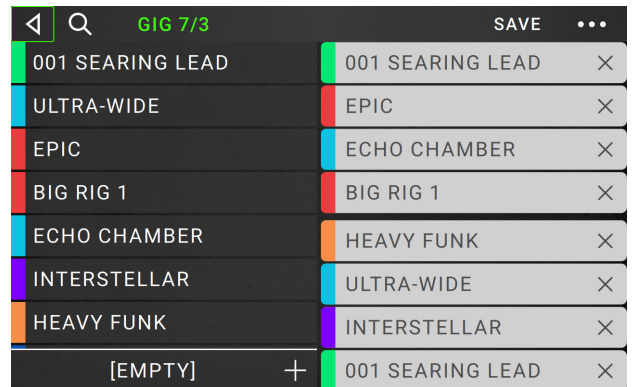 GIG 7/3 SAVE
001 SEARING LEAD
ULTRA-WIDE
EPIC
BIG RIG 1
ECHO CHAMBER
INTERSTELLAR
HEAVY FUNK
[EMPTY]
001 SEARING LEAD
EPIC
ECHO CHAMBER
BIG RIG 1
HEAVY FUNK
ULTRA-WIDE
INTERSTELLAR
001 SEARING LEAD